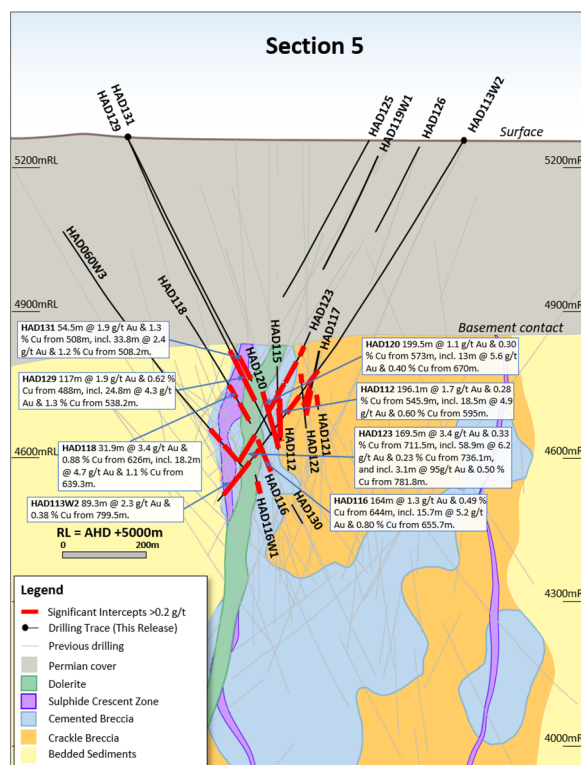 Section 5
HAD129
HAD131
HAD125
HAD119W1
HAD126
HAD113W2
Surface
5200mRL
5200mRL
HAD060W3
HAD118
HAD115
HAD123
HAD117
4900mRL
4900mRL
Basement contact
HAD131 54.5m @ 1.9 g/t Au & 1.3
% Cu from 508m, incl. 33.8m @ 2.4
g/t Au & 1.2 % Cu from 508.2m.
HAD129 117m @ 1.9 g/t Au & 0.62 %
Cu from 488m, incl. 24.8m @ 4.3 g/t
Au & 1.3 % Cu from 538.2m.
HAD118 31.9m @ 3.4 g/t Au &
0.88 % Cu from 626m, incl. 18.2m
@ 4.7 g/t Au & 1.1 % Cu from
639.3m.
HAD113W2 89.3m @ 2.3 g/t Au &
0.38 % Cu from 799.5m.
HAD120
HAD120 199.5m @ 1.1 g/t Au & 0.30
% Cu from 573m, incl. 13m @ 5.6 g/t
Au & 0.40 % Cu from 670m.
HAD112 196.1m @ 1.7 g/t Au & 0.28
% Cu from 545.9m, incl. 18.5m @ 4.9
g/t Au & 0.60 % Cu from 595m.
HAD123 169.5m @ 3.4 g/t Au & 0.33
% Cu from 711.5m, incl. 58.9m @ 6.2
g/t Au & 0.23 % Cu from 736.1m,
and incl. 3.1m @ 95g/t Au & 0.50 %
Cu from 781.8m.
HAD116 164m @ 1.3 g/t Au & 0.49 %
Cu from 644m, incl. 15.7m @ 5.2 g/t
Au & 0.80 % Cu from 655.7m.
4600mRL
4600mRL
HAD112
HAD122
HAD121
HAD116
HAD116W1
HAD130
RL = AHD +5000m
0 200m
4300mRL
4000mRL
Legend
Significant Intercepts >0.2 g/t
Drilling Trace (This Release)
Previous drilling
Permian cover
Dolerite
Sulphide Crescent Zone
Cemented Breccia
Crackle Breccia
Bedded Sediments